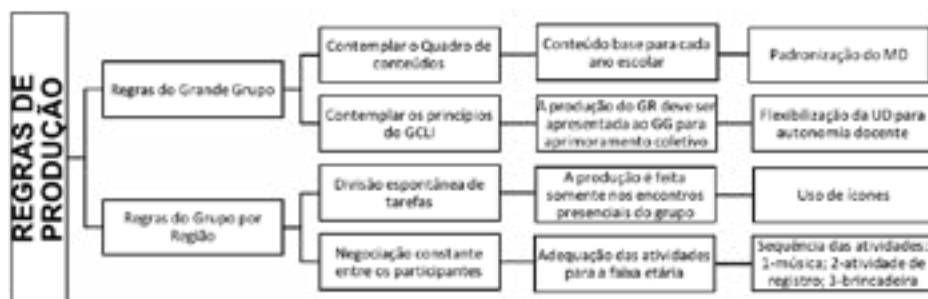 REGRAS DE
PRODUÇÃO
Regras do Grande Grupo
Contemplar o Quadro de
conteúdos
Conteúdo base para cada
ano escolar
Padronização do MD
Contemplar os princípios
do GCLI
A produção do GR deve ser
apresentada ao GG para
aprimoramento coletivo
Flexibilização da UD para
autonomia docente
Regras do Grupo por
Região
Divisão espontânea de
tarefas
A produção é feita
somente nos encontros
presenciais do grupo
Uso de ícones
Negociação constante
entre os participantes
Adequação das atividades
para a faixa etária
Sequência das atividades:
1-música; 2-atividade de
registro; 3-brincadeira